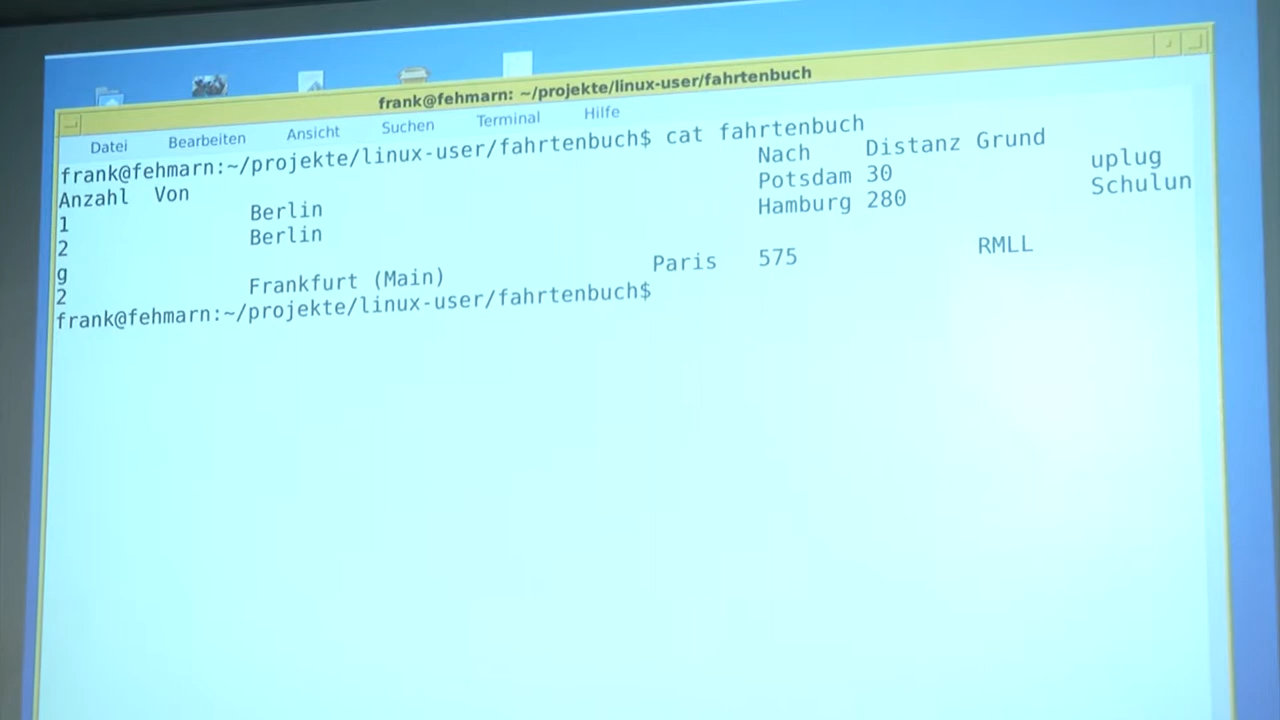 frank@fehmarn: ~/projekte/linux-user/fahrtenbuch
Datei Bearbeiten Ansicht Suchen Terminal Hilfe
frank@fehmarn:~/projekte/linux-user/fahrtenbuch$ cat fahrtenbuch
Anzahl Von Nach Distanz Grund
1 Berlin Potsdam 30 uplug
2 Berlin Hamburg 280 Schulun
g
2 Frankfurt (Main) Paris 575 RMLL
frank@fehmarn:~/projekte/linux-user/fahrtenbuch$